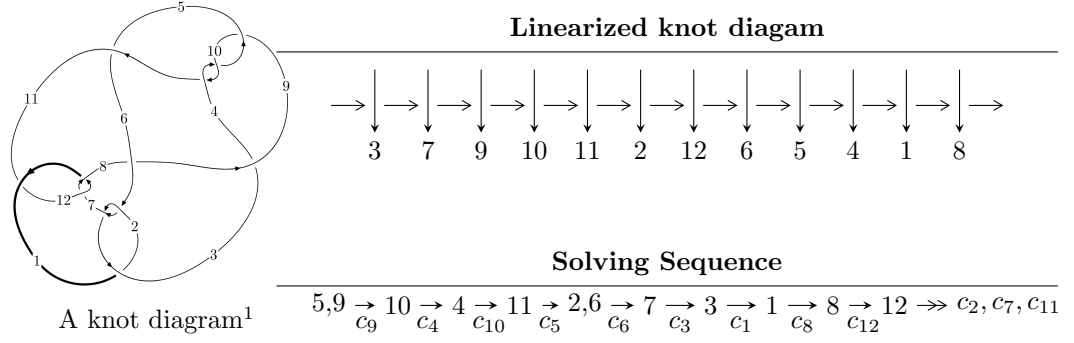 5
10
9
11
4
6
8
12
7
2
3
1
A knot diagram¹
Linearized knot diagam
3 7 9 10 11 2 12 6 5 4 1 8
Solving Sequence
5,9 → 10 → 4 → 11 → 2,6 → 7 → 3 → 1 → 8 → 12 →» c₂, c₇, c₁₁
c₉ c₄ c₁₀ c₅ c₆ c₃ c₁ c₈ c₁₂